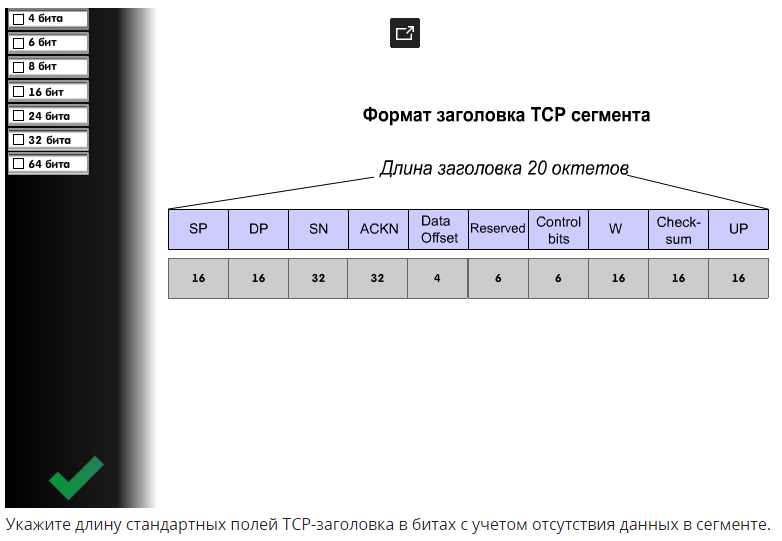 4 бита
6 бит
8 бит
16 бит
24 бита
32 бита
64 бита
Формат заголовка TCP сегмента
Длина заголовка 20 октетов
SP DP SN ACKN Data Offset Reserved Control bits W Check-sum UP
16 16 32 32 4 6 6 16 16 16
Укажите длину стандартных полей TCP-заголовка в битах с учетом отсутствия данных в сегменте.